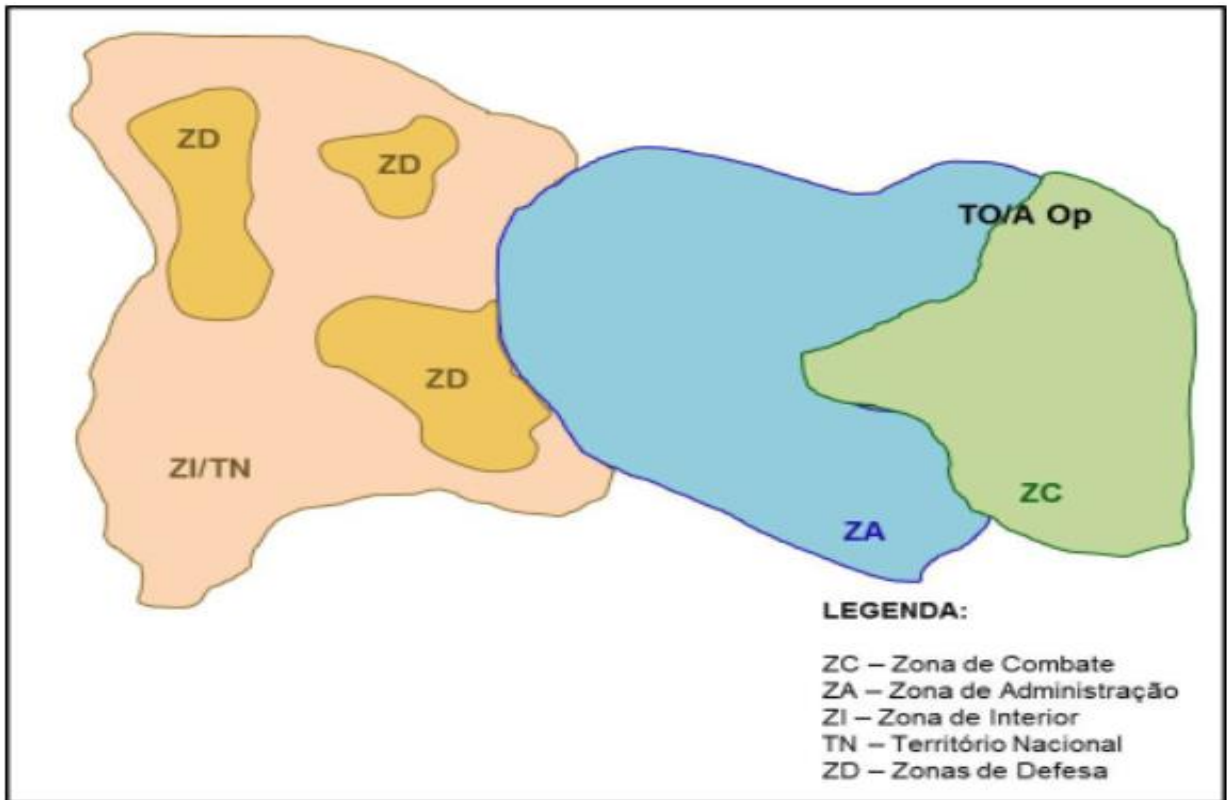 ZD
ZD
TO/A Op
ZD
ZI/TN
ZC
ZA
LEGENDA:
ZC – Zona de Combate
ZA – Zona de Administração
ZI – Zona de Interior
TN – Território Nacional
ZD – Zonas de Defesa